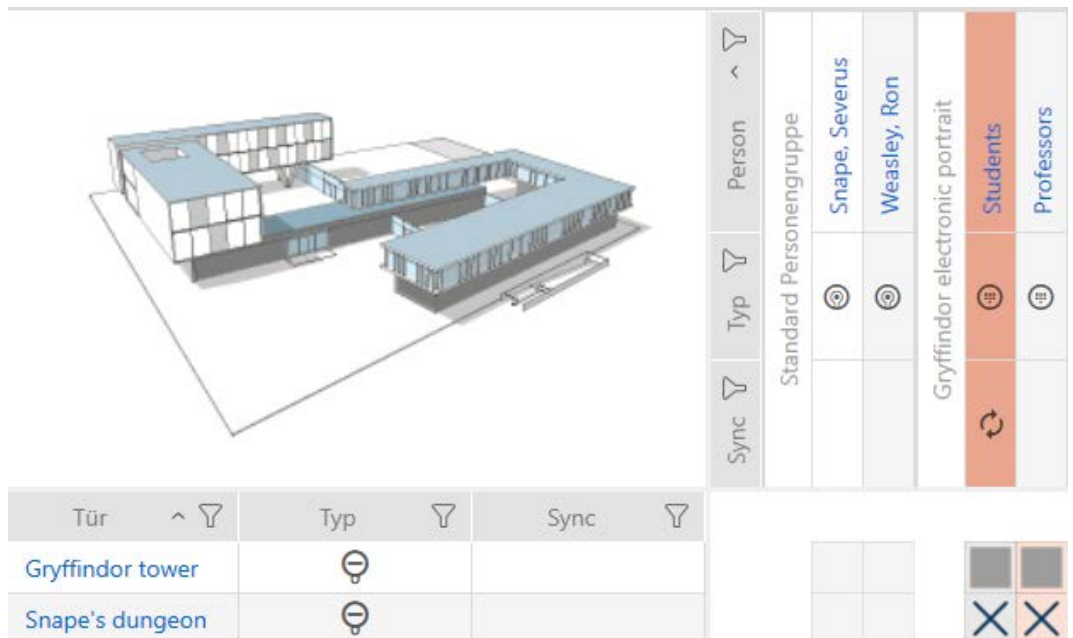 Person
Typ
Sync
Standard Personengruppe
Snape, Severus
Weasley, Ron
Gryffindor electronic portrait
Students
Professors
Tür Typ Sync
Gryffindor tower
Snape's dungeon